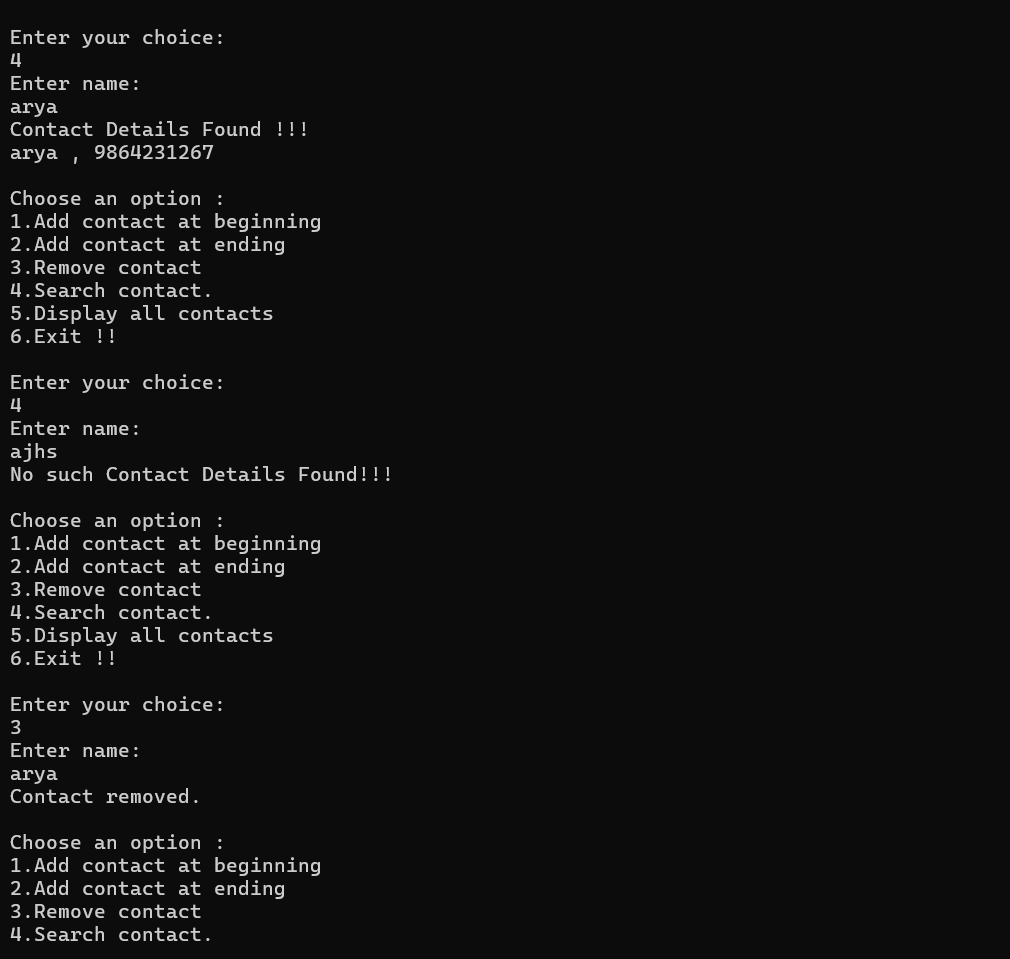 Enter your choice:
4
Enter name:
arya
Contact Details Found !!!
arya , 9864231267
Choose an option :
1.Add contact at beginning
2.Add contact at ending
3.Remove contact
4.Search contact.
5.Display all contacts
6.Exit !!
Enter your choice:
4
Enter name:
ajhs
No such Contact Details Found!!!
Choose an option :
1.Add contact at beginning
2.Add contact at ending
3.Remove contact
4.Search contact.
5.Display all contacts
6.Exit !!
Enter your choice:
3
Enter name:
arya
Contact removed.
Choose an option :
1.Add contact at beginning
2.Add contact at ending
3.Remove contact
4.Search contact.